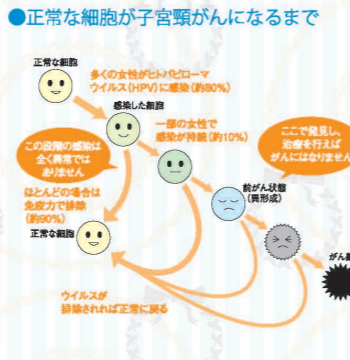 ●正常な細胞が子宮頸がんになるまで
正常な細胞
多くの女性がヒトパピローマ
ウイルス(HPV)に感染(約80%)
感染した細胞
一部の女性で
感染が持続(約10%)
この段階の感染は
全く異常では
ありません
ここで発見し、
治療を行えば
がんにはなりません
ほとんどの場合は
免疫力で排除
(約90%)
前がん状態
(異形成)
正常な細胞
ウイルスが
排除されれば正常に戻る